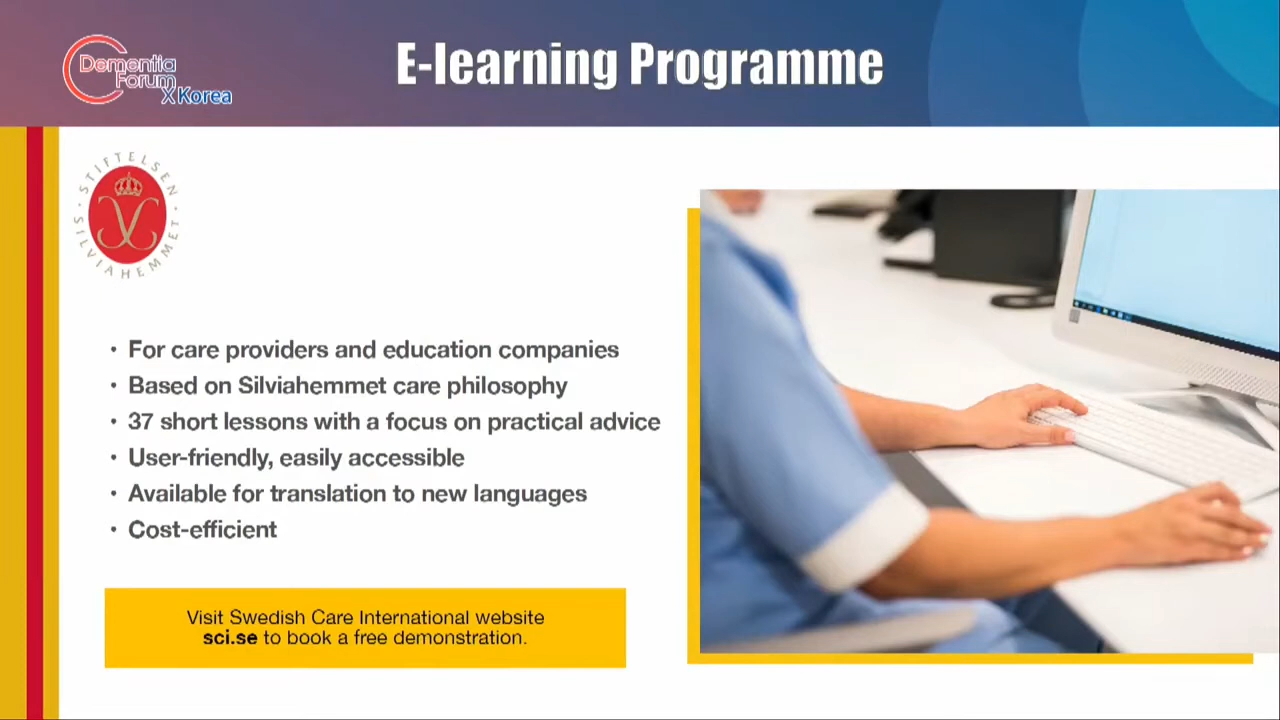 E-learning Programme
Dementia
Forum
X Korea
STIFTELSEN
· SILVIAHEMMET ·
• For care providers and education companies
• Based on Silviahemmet care philosophy
• 37 short lessons with a focus on practical advice
• User-friendly, easily accessible
• Available for translation to new languages
• Cost-efficient
Visit Swedish Care International website
sci.se to book a free demonstration.